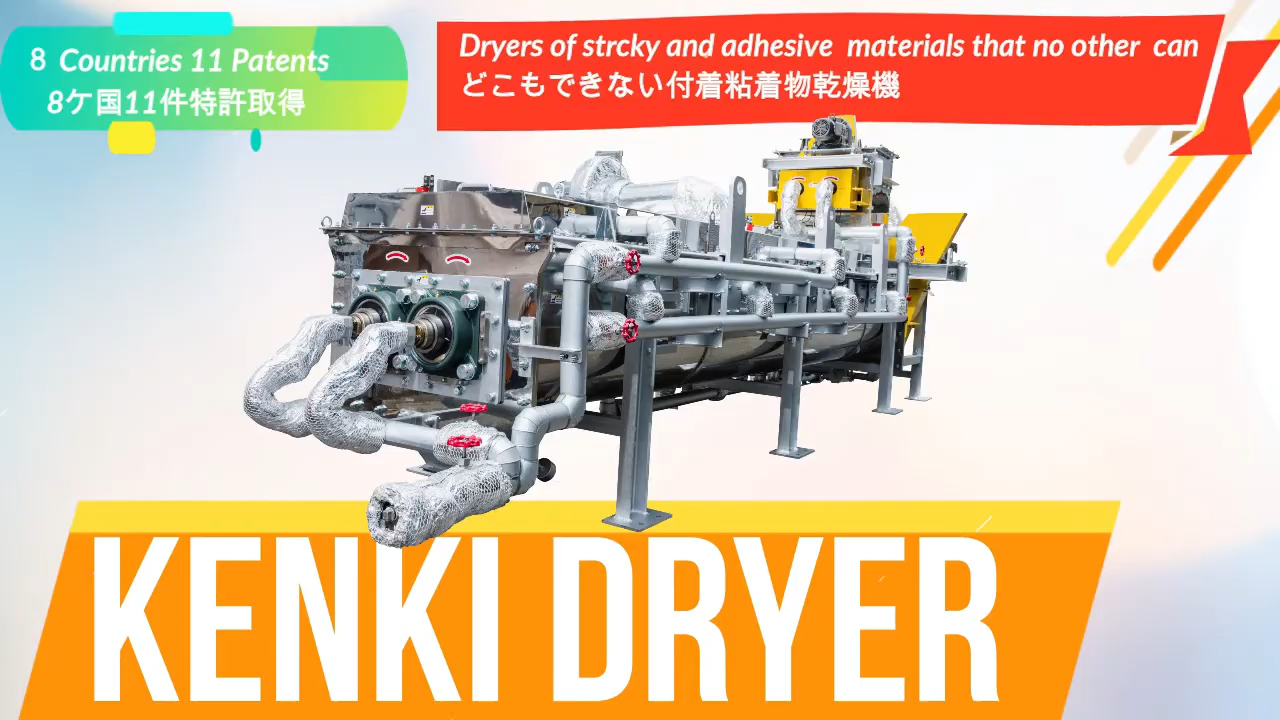 8 Countries 11 Patents
8ケ国11件特許取得
Dryers of strcky and adhesive materials that no other can
どこもできない付着粘着物乾燥機
KENKI DRYER